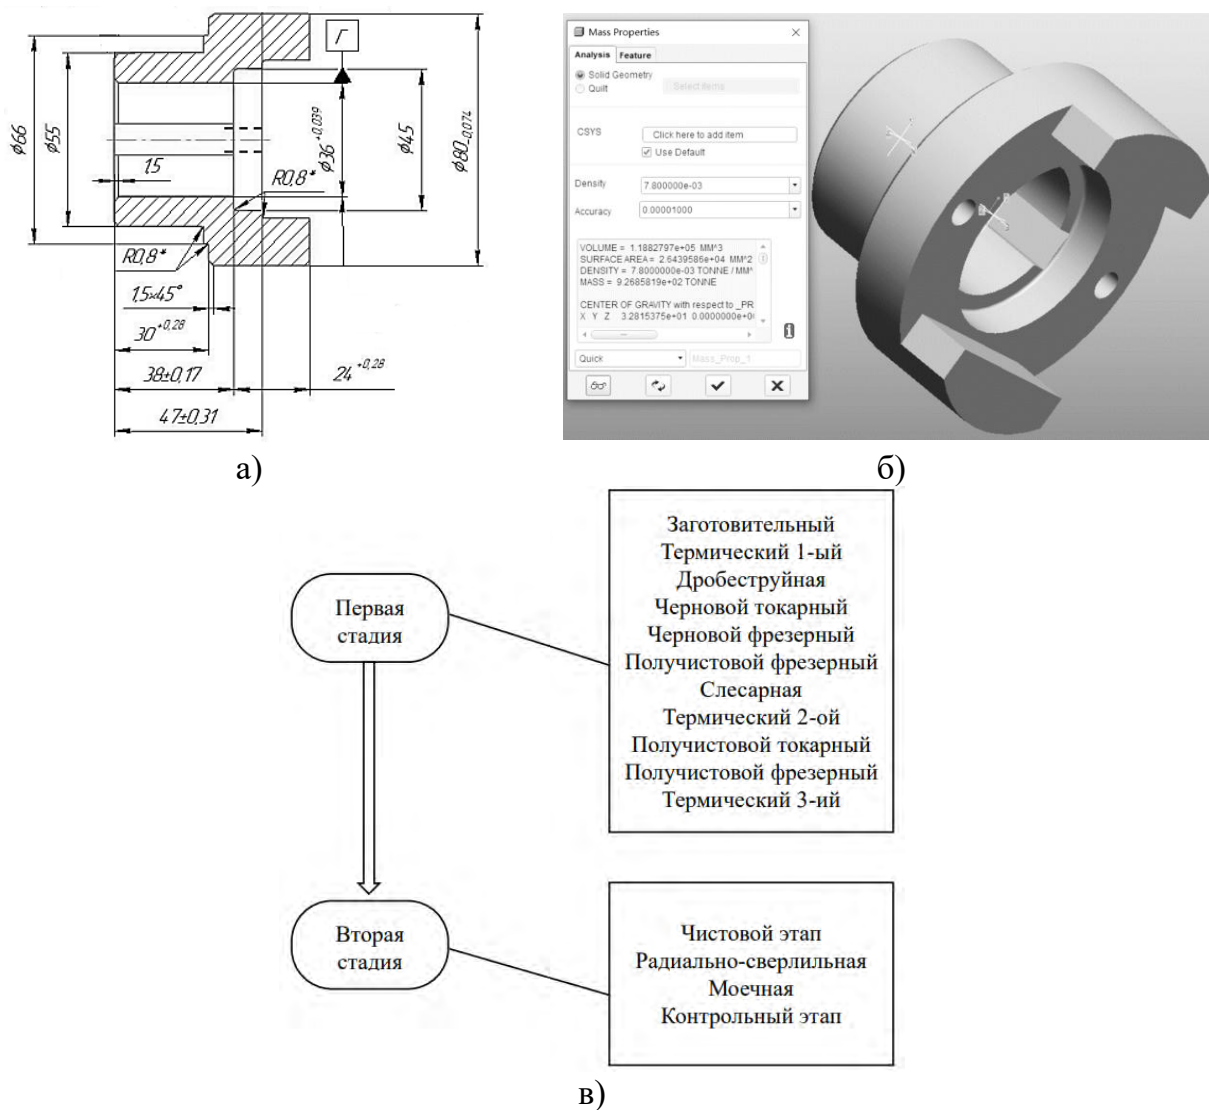 Г
⌀66
⌀55
1,5
R0,8*
⌀36+0,039
⌀45
⌀80-0,074
R0,8*
1,5×45°
30+0,28
38±0,17
24+0,28
47±0,31
а)
Mass Properties
Analysis Feature
Solid Geometry
Quilt
Select items
CSYS
Click here to add item
Use Default
Density
7.800000e-03
Accuracy
0.00001000
VOLUME = 1.1882797e+05 MM^3
SURFACE AREA = 2.6439586e+04 MM^2
DENSITY = 7.8000000e-03 TONNE / MM^
MASS = 9.2685819e+02 TONNE
CENTER OF GRAVITY with respect to _PR
X Y Z 3.2815375e+01 0.0000000e+0
Quick
Mass_Prop_1
б)
Первая
стадия
Заготовительный
Термический 1-ый
Дробеструйная
Черновой токарный
Черновой фрезерный
Получистовой фрезерный
Слесарная
Термический 2-ой
Получистовой токарный
Получистовой фрезерный
Термический 3-ий
Вторая
стадия
Чистовой этап
Радиально-сверлильная
Моечная
Контрольный этап
в)